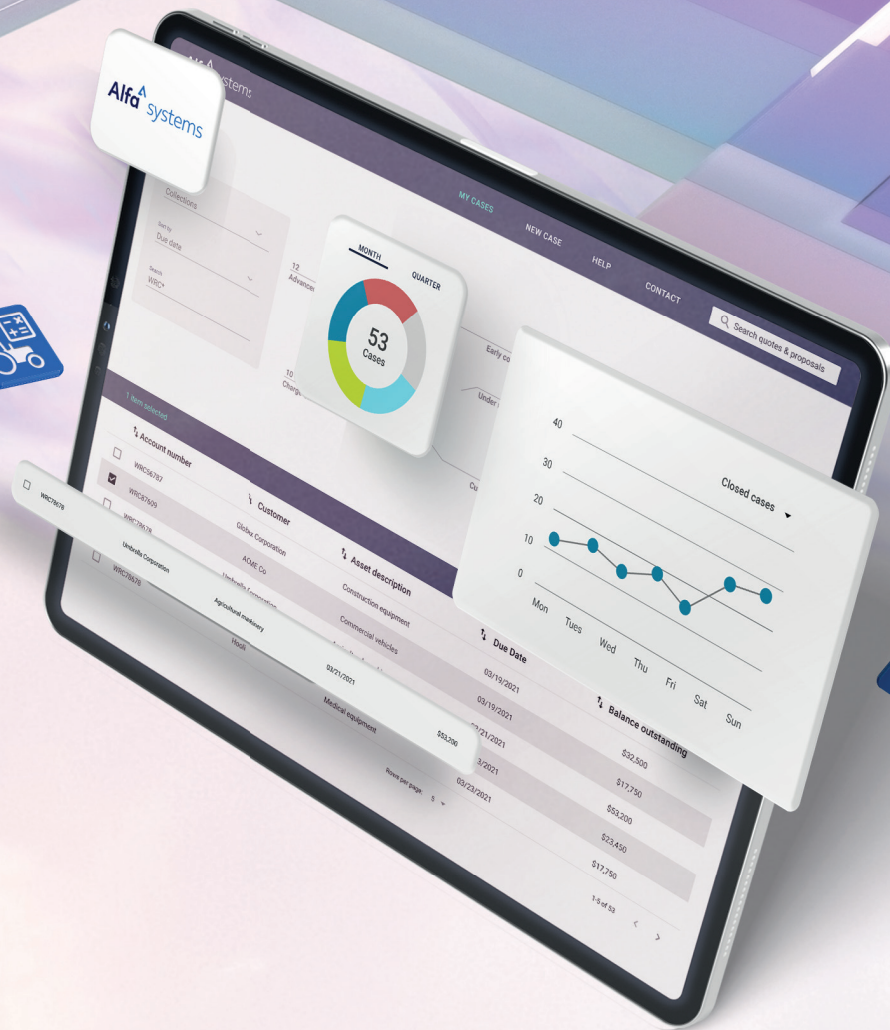 Alfa systems
MY CASES
NEW CASE
HELP
CONTACT
Search quotes & proposals
Collections
Sort by
Due date
Search
WRC*
12
10
MONTH
QUARTER
53
Cases
Early
Under
Closed cases
40
30
20
10
0
Mon
Tues
Wed
Thu
Fri
Sat
Sun
1 item selected
Account number
Customer
Asset description
Due Date
Balance outstanding
WRC56787
Globex Corporation
Construction equipment
03/19/2021
$32,500
WRC87609
ACME Co
Commercial vehicles
03/19/2021
$17,750
WRC78678
Umbrella Corporation
$53,200
$23,450
WRC78678
Hooli
Medical equipment
03/23/2021
$17,750
WRC78678
Umbrella Corporation
Agricultural machinery
03/21/2021
$53,200
Rows per page: 5
1-5 of 53